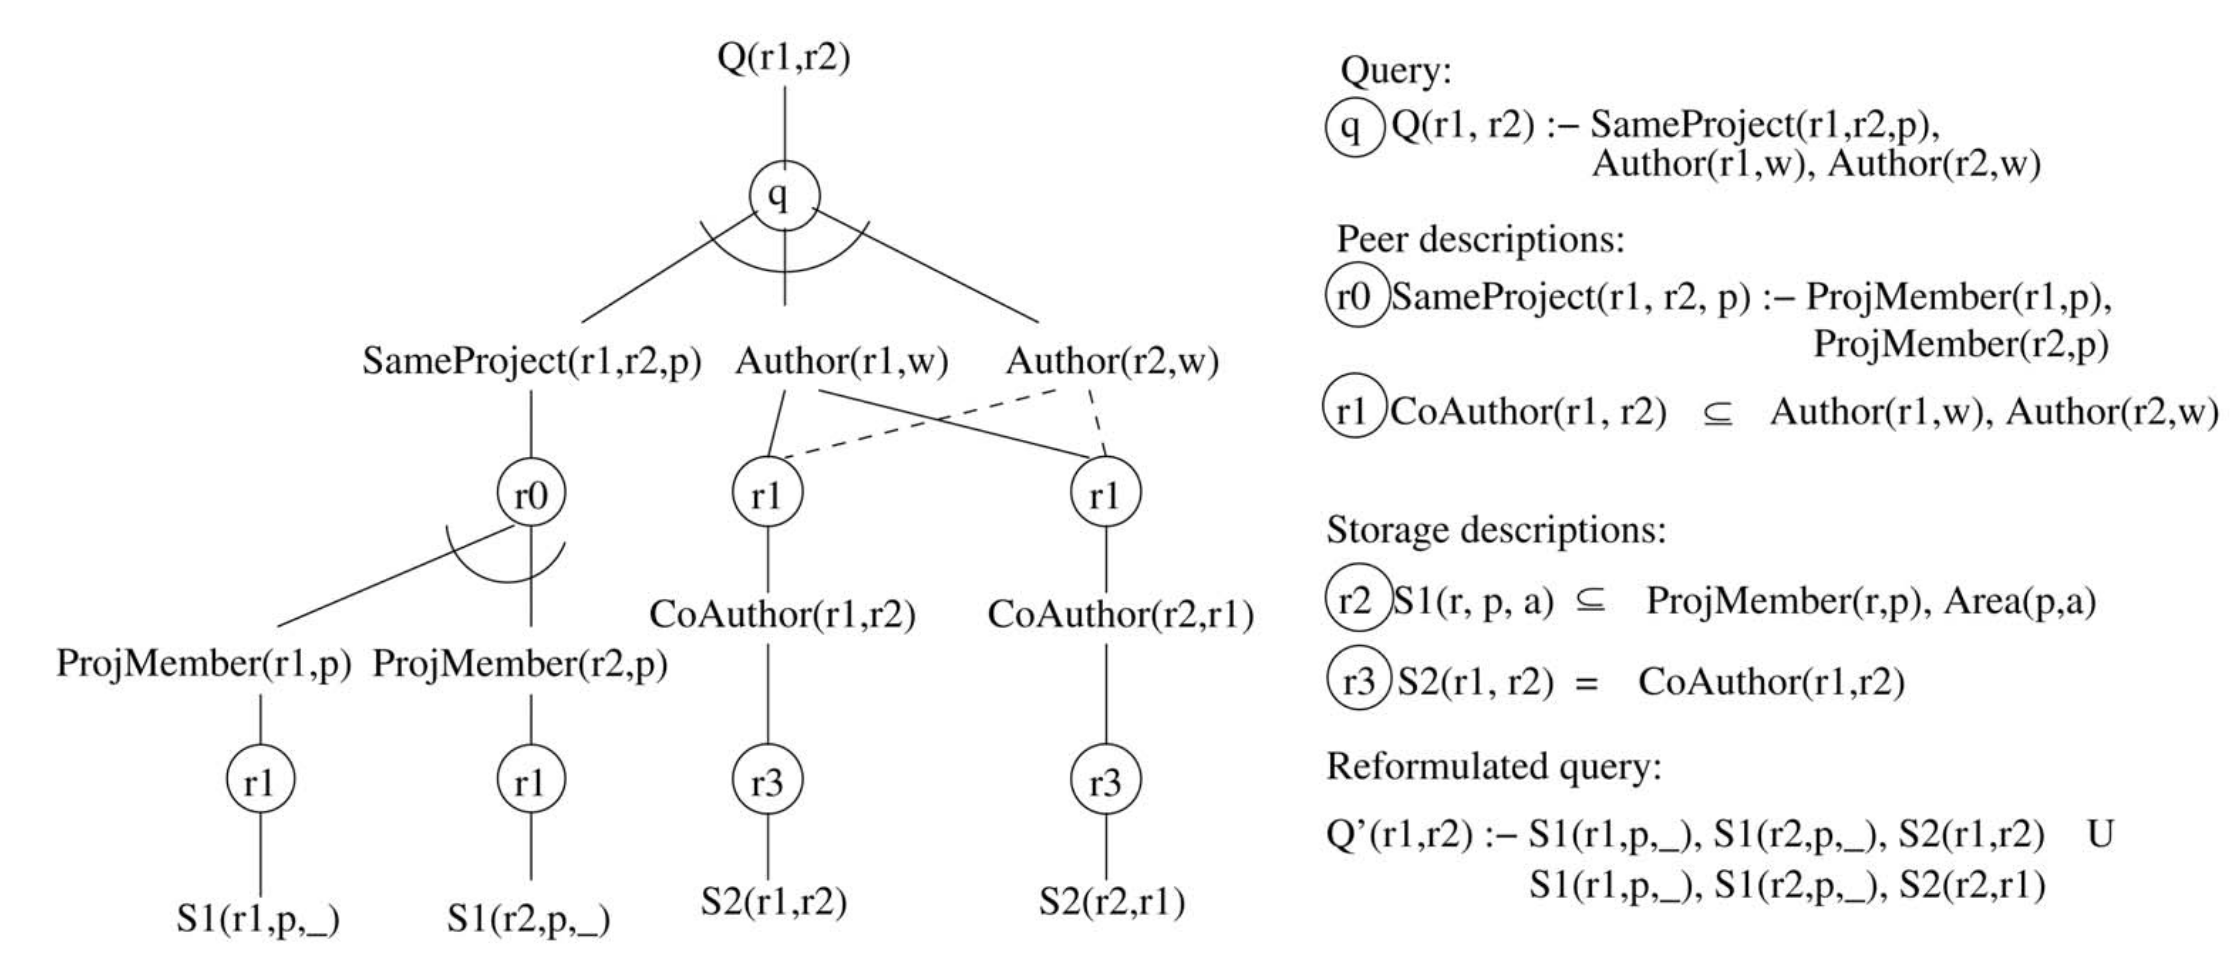 Q(r1,r2)
q
SameProject(r1,r2,p) Author(r1,w) Author(r2,w)
r0 r1 r1
CoAuthor(r1,r2) CoAuthor(r2,r1)
ProjMember(r1,p) ProjMember(r2,p)
r1 r1 r3 r3
S1(r1,p,_) S1(r2,p,_) S2(r1,r2) S2(r2,r1)
Query:
q Q(r1, r2) :– SameProject(r1,r2,p),
Author(r1,w), Author(r2,w)
Peer descriptions:
r0 SameProject(r1, r2, p) :– ProjMember(r1,p),
ProjMember(r2,p)
r1 CoAuthor(r1, r2) ⊆ Author(r1,w), Author(r2,w)
Storage descriptions:
r2 S1(r, p, a) ⊆ ProjMember(r,p), Area(p,a)
r3 S2(r1, r2) = CoAuthor(r1,r2)
Reformulated query:
Q’(r1,r2) :– S1(r1,p,_), S1(r2,p,_), S2(r1,r2) U
S1(r1,p,_), S1(r2,p,_), S2(r2,r1)